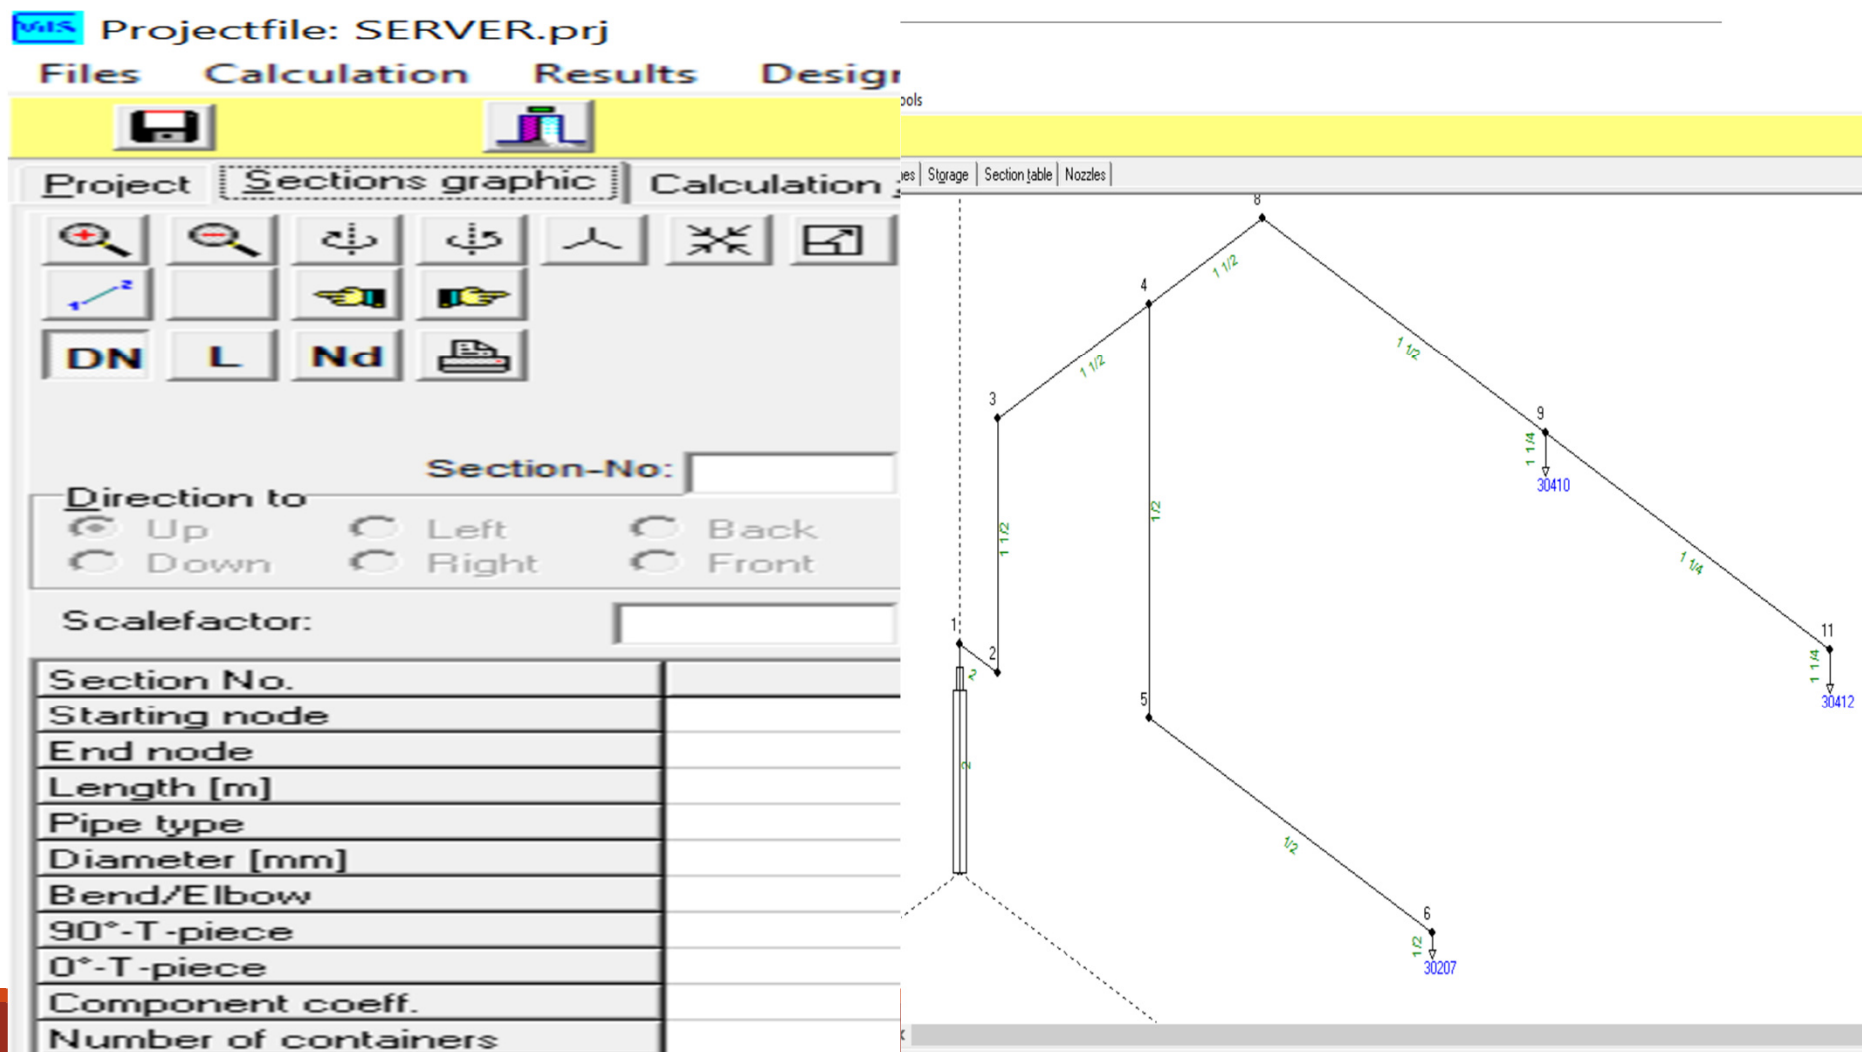 VdS Projectfile: SERVER.prj
Files Calculation Results Design
ools
Project Sections graphic Calculation
Storage Section table Nozzles
DN L Nd
Section-No:
Direction to
Up Left Back
Down Right Front
Scalefactor:
Section No.
Starting node
End node
Length [m]
Pipe type
Diameter [mm]
Bend/Elbow
90°-T-piece
0°-T-piece
Component coeff.
Number of containers
8
1 1/2
4
1 1/2
1 1/2
3
9
1 1/4
30410
1/2
1 1/2
1 1/4
1
2
2
11
1 1/4
30412
5
2
1/2
6
1/2
30207